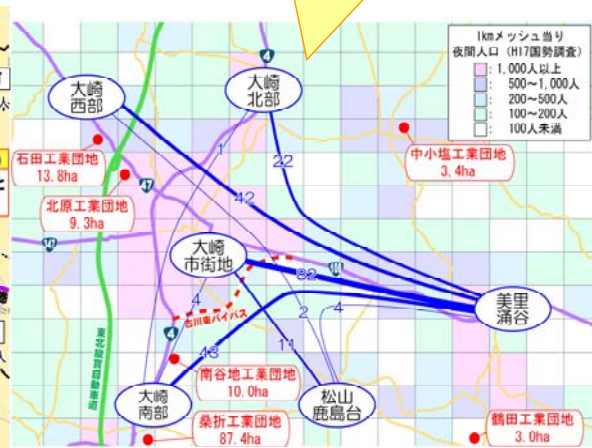 1kmメッシュ当り
夜間人口（H17国勢調査）
：1,000人以上
：500～1,000人
：200～500人
：100～200人
：100人未満
4
大崎
西部
大崎
北部
石田工業団地
13.8ha
北原工業団地
9.3ha
中小塩工業団地
3.4ha
1
22
42
47
大崎
市街地
82
美里
涌谷
古川東バイパス
4
4
2
4
43
11
東北縦貫自動車道
南谷地工業団地
10.0ha
大崎
南部
松山
鹿島台
桑折工業団地
87.4ha
鶴田工業団地
3.0ha